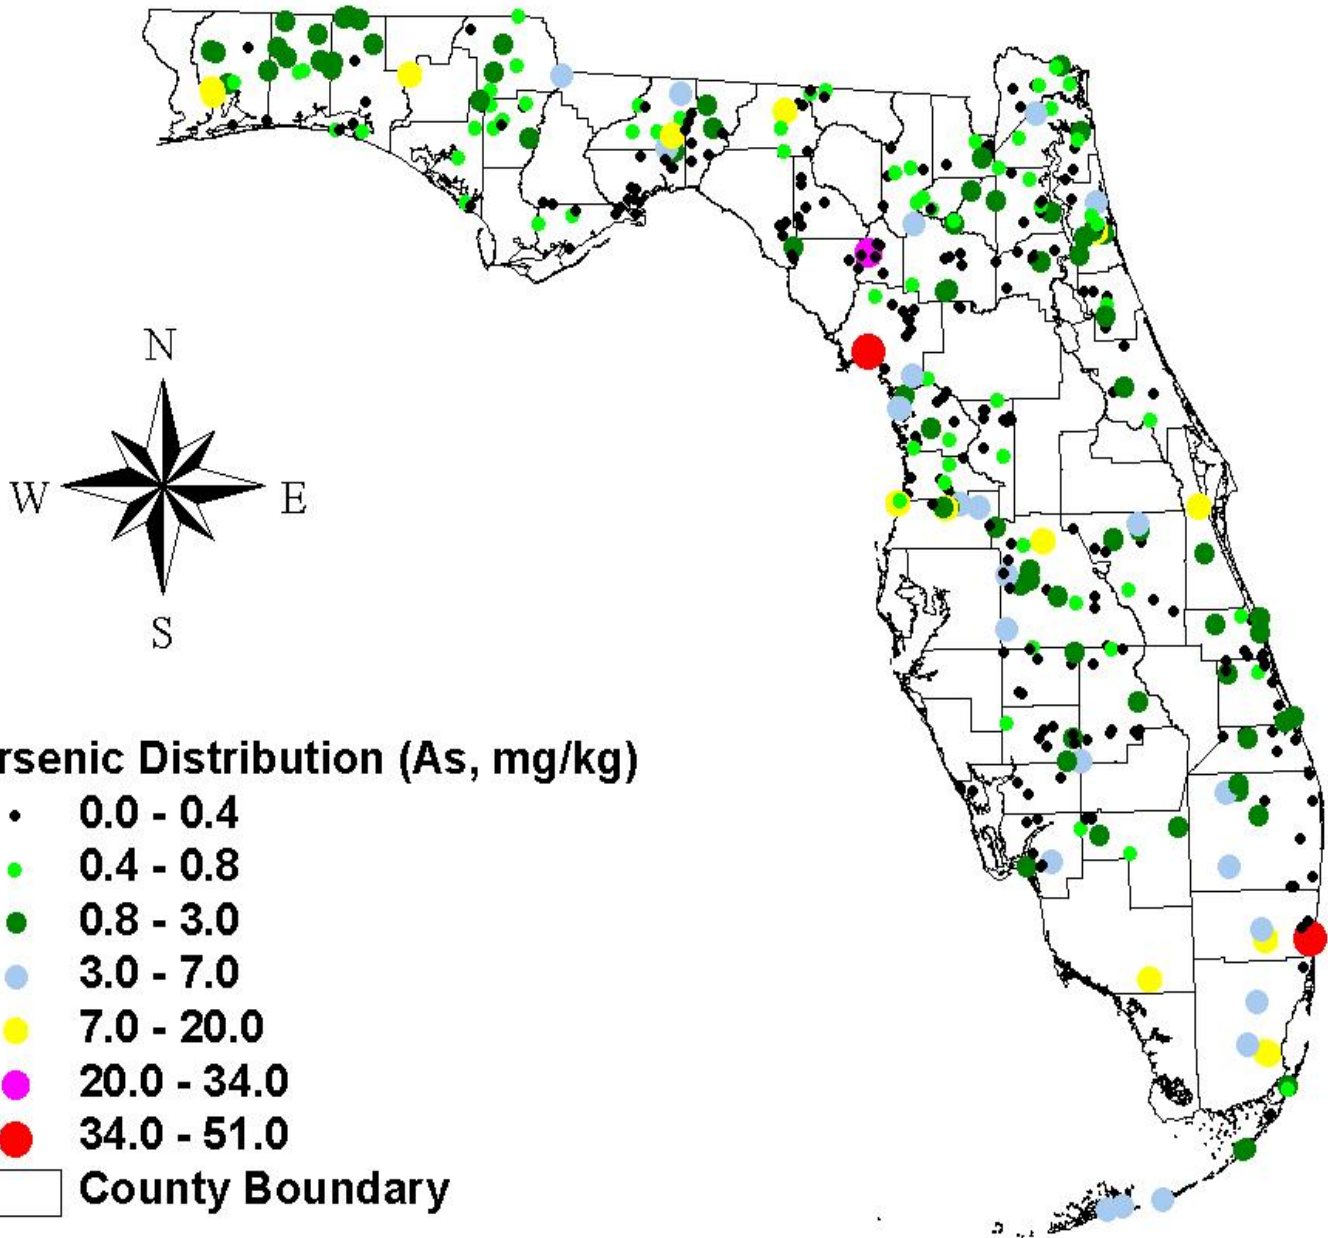 N
W E
S
rsenic Distribution (As, mg/kg)
0.0 - 0.4
0.4 - 0.8
0.8 - 3.0
3.0 - 7.0
7.0 - 20.0
20.0 - 34.0
34.0 - 51.0
County Boundary